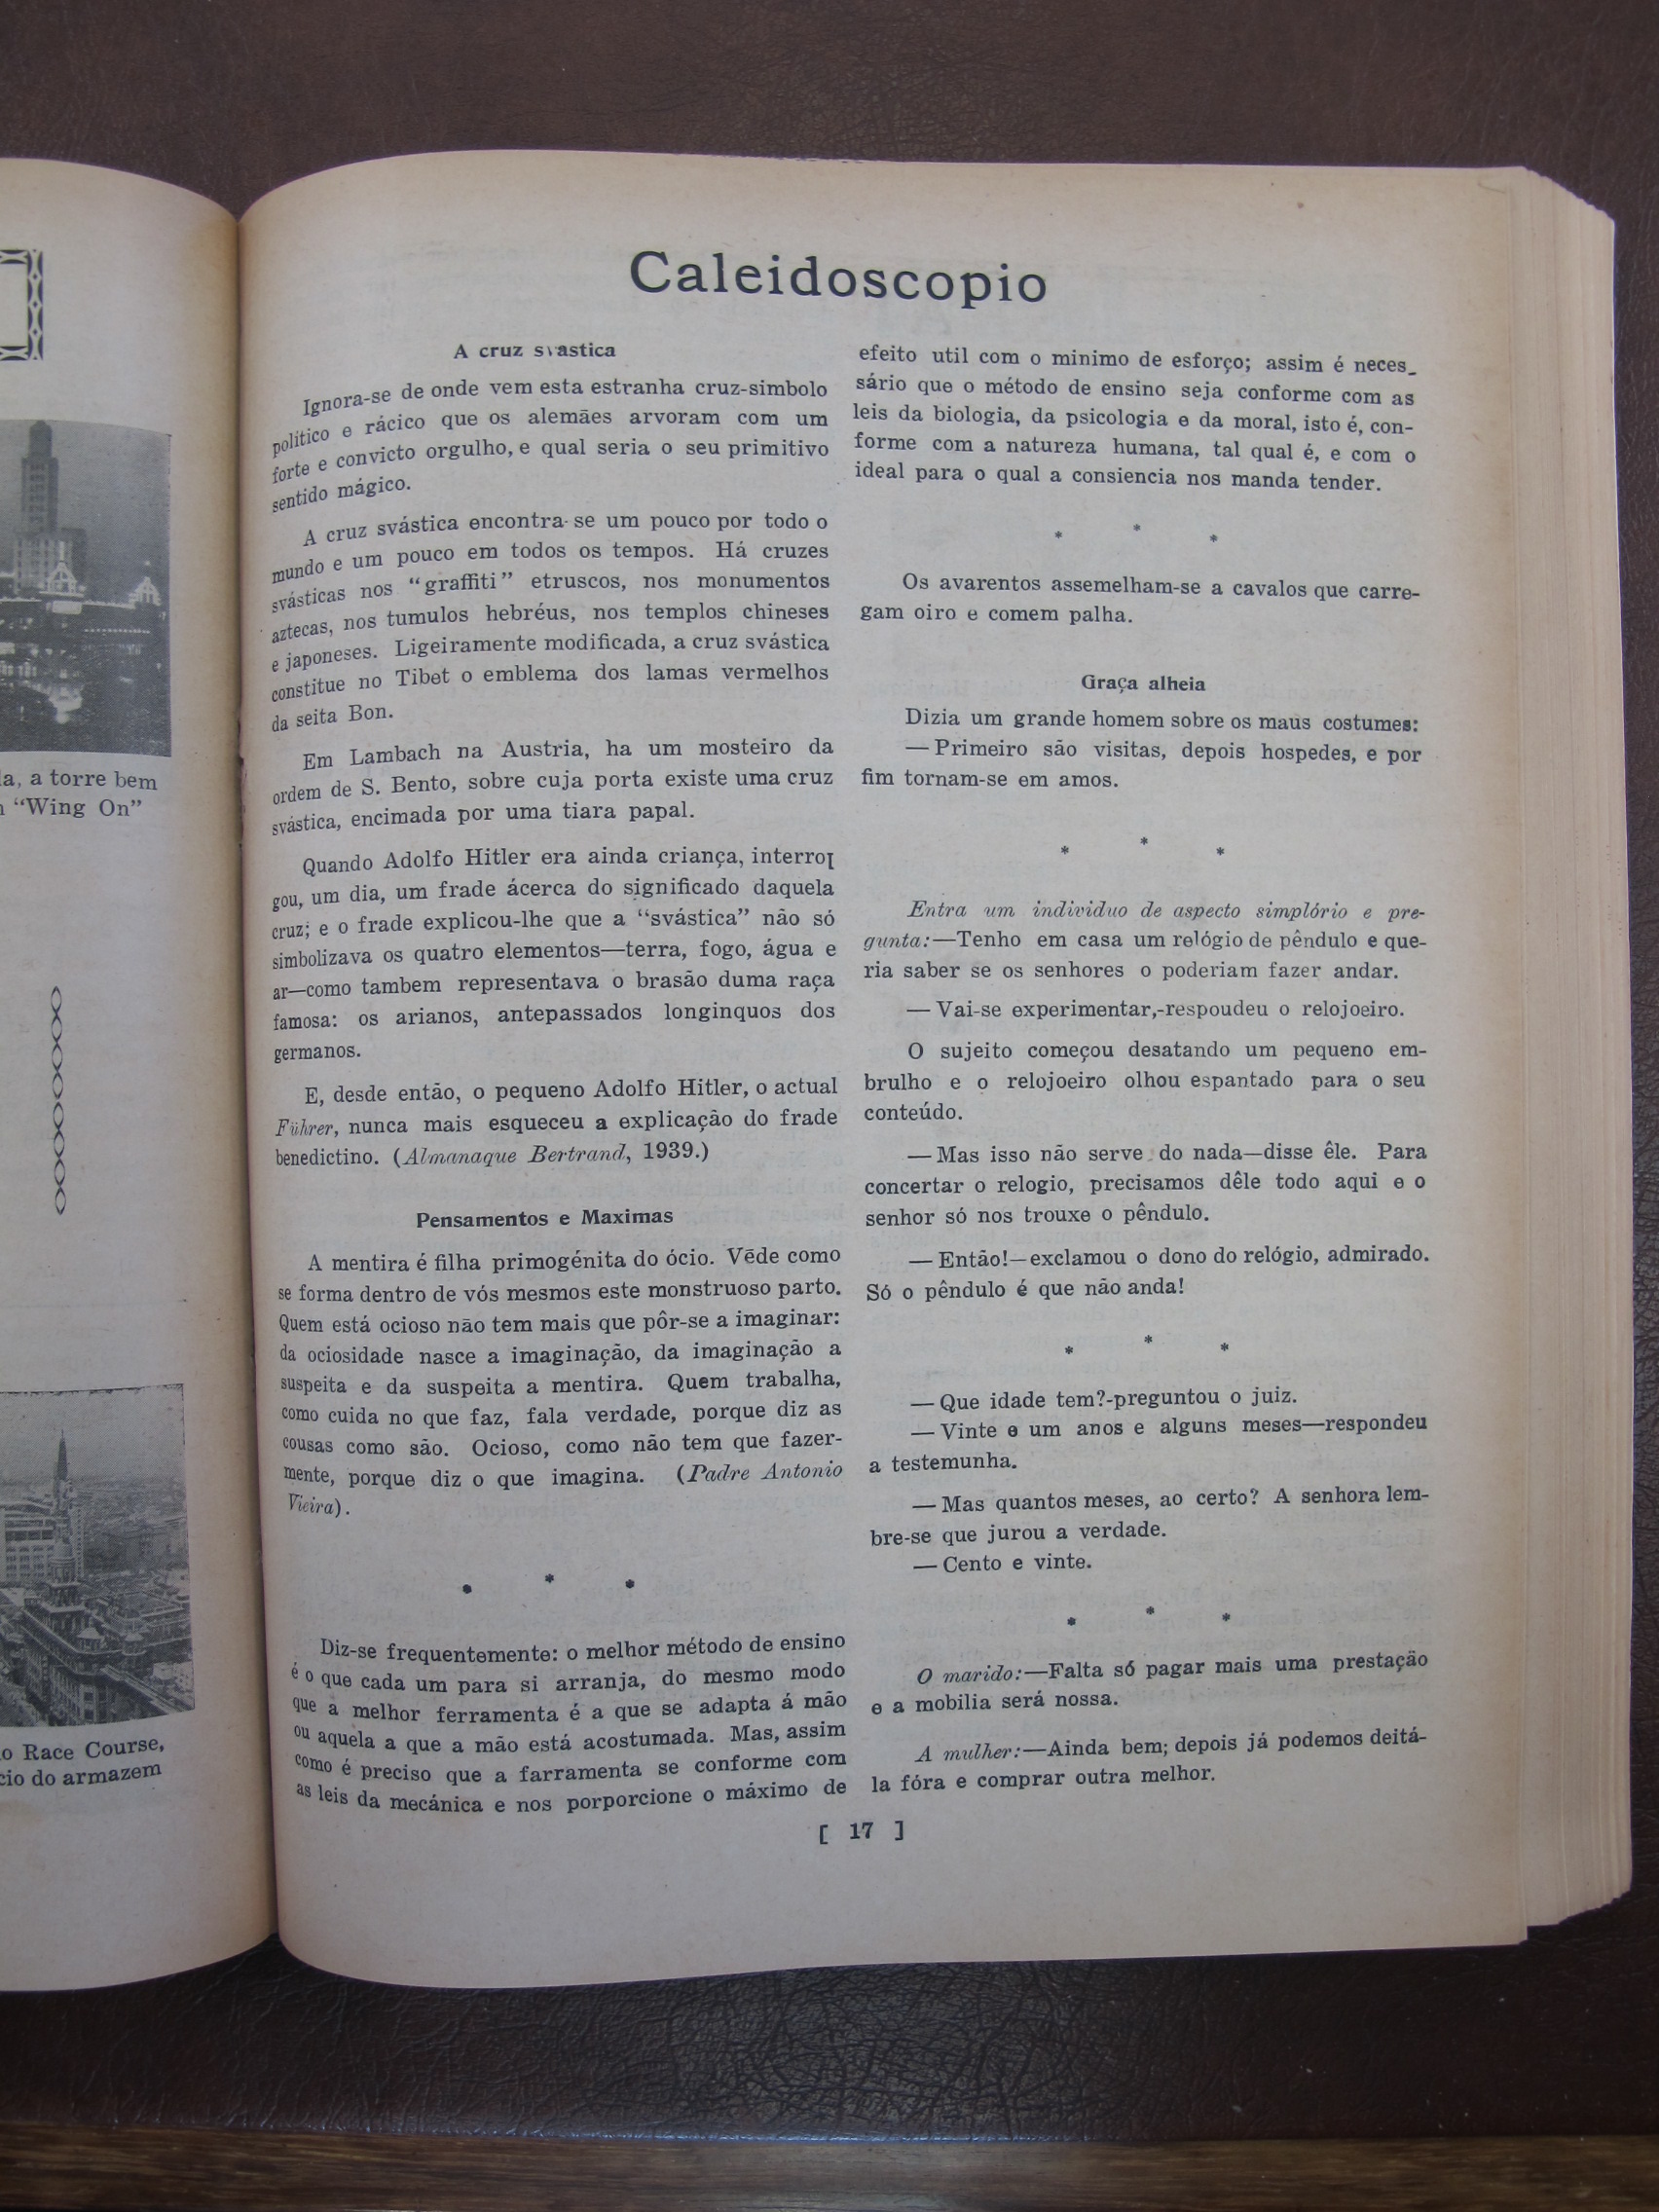 la, a torre bem
"Wing On"
o Race Course,
cio do armazem
Caleidoscopio
A cruz svastica
Ignora-se de onde vem esta estranha cruz-simbolo
político e rácico que os alemães arvoram com um
forte e convicto orgulho, e qual seria o seu primitivo
sentido mágico.
A cruz svástica encontra-se um pouco por todo o
mundo e um pouco em todos os tempos. Há cruzes
svásticas nos "graffiti" etruscos, nos monumentos
aztecas, nos tumulos hebréus, nos templos chineses
e japoneses. Ligeiramente modificada, a cruz svástica
constitue no Tibet o emblema dos lamas vermelhos
da seita Bon.
Em Lambach na Austria, ha um mosteiro da
ordem de S. Bento, sobre cuja porta existe uma cruz
svástica, encimada por uma tiara papal.
Quando Adolfo Hitler era ainda criança, interro
gou, um dia, um frade ácerca do significado daquela
cruz; e o frade explicou-lhe que a "svástica" não só
simbolizava os quatro elementos—terra, fogo, água e
ar—como tambem representava o brasão duma raça
famosa: os arianos, antepassados longinquos dos
germanos.
E, desde então, o pequeno Adolfo Hitler, o actual
Führer, nunca mais esqueceu a explicação do frade
benedictino. (Almanaque Bertrand, 1939.)
Pensamentos e Maximas
A mentira é filha primogénita do ócio. Vêde como
se forma dentro de vós mesmos este monstruoso parto.
Quem está ocioso não tem mais que pôr-se a imaginar:
da ociosidade nasce a imaginação, da imaginação a
suspeita e da suspeita a mentira. Quem trabalha,
como cuida no que faz, fala verdade, porque diz as
cousas como são. Ocioso, como não tem que fazer-
mente, porque diz o que imagina. (Padre Antonio
Vieira).
* * *
Diz-se frequentemente: o melhor método de ensino
é o que cada um para si arranja, do mesmo modo
que a melhor ferramenta é a que se adapta á mão
ou aquela a que a mão está acostumada. Mas, assim
como é preciso que a farramenta se conforme com
as leis da mecánica e nos porporcione o máximo de
efeito util com o minimo de esforço; assim é neces_
sário que o método de ensino seja conforme com as
leis da biologia, da psicologia e da moral, isto é, con-
forme com a natureza humana, tal qual é, e com o
ideal para o qual a consiencia nos manda tender.
* * *
Os avarentos assemelham-se a cavalos que carre-
gam oiro e comem palha.
Graça alheia
Dizia um grande homem sobre os maus costumes:
— Primeiro são visitas, depois hospedes, e por
fim tornam-se em amos.
* * *
Entra um individuo de aspecto simplório e pre-
gunta:—Tenho em casa um relógio de pêndulo e que-
ria saber se os senhores o poderiam fazer andar.
— Vai-se experimentar,-respoudeu o relojoeiro.
O sujeito começou desatando um pequeno em-
brulho e o relojoeiro olhou espantado para o seu
conteúdo.
— Mas isso não serve do nada—disse êle. Para
concertar o relogio, precisamos dêle todo aqui e o
senhor só nos trouxe o pêndulo.
— Então!—exclamou o dono do relógio, admirado.
Só o pêndulo é que não anda!
* * *
— Que idade tem?-preguntou o juiz.
— Vinte e um anos e alguns meses—respondeu
a testemunha.
— Mas quantos meses, ao certo? A senhora lem-
bre-se que jurou a verdade.
— Cento e vinte.
* * *
O marido:—Falta só pagar mais uma prestação
e a mobilia será nossa.
A mulher:—Ainda bem; depois já podemos deitá-
la fóra e comprar outra melhor.
[ 17 ]